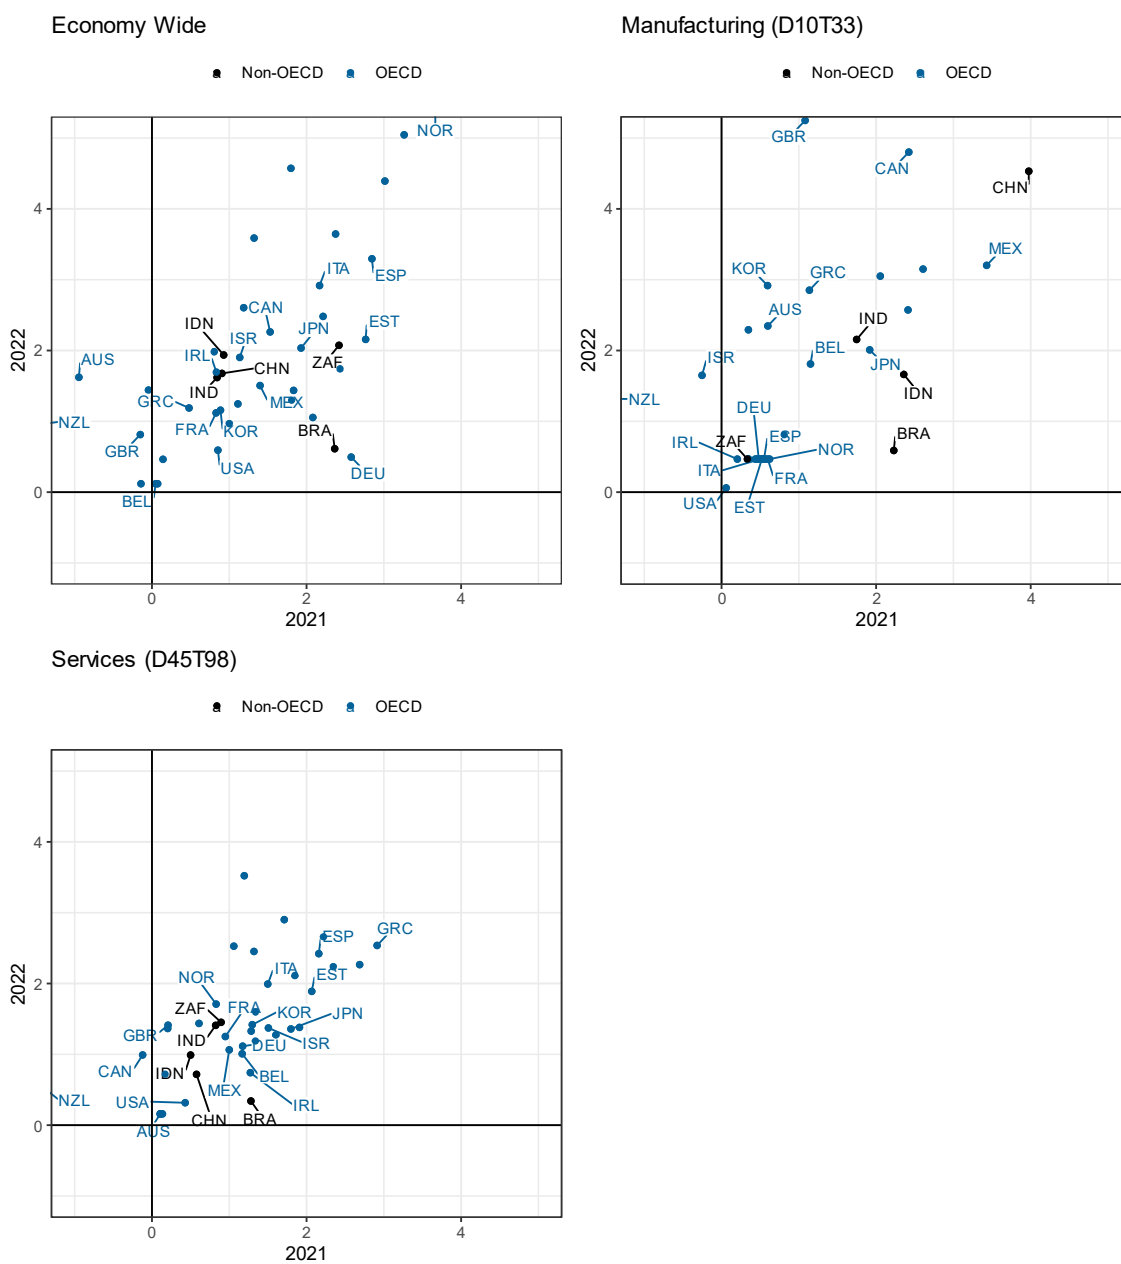 Economy Wide
Manufacturing (D10T33)
a Non-OECD a OECD
a Non-OECD a OECD
NOR
ITA
ESP
CAN
IDN
ISR
JPN
EST
AUS
IRL
CHN
ZAF
IND
GRC
MEX
NZL
FRA
KOR
BRA
GBR
USA
DEU
BEL
0
2
4
2022
0
2
4
2021
GBR
CAN
CHN
MEX
KOR
GRC
AUS
IND
ISR
BEL
JPN
NZL
IDN
DEU
IRL
ZAF
ESP
BRA
NOR
ITA
FRA
USA
EST
0
2
4
2022
0
2
4
2021
Services (D45T98)
a Non-OECD a OECD
GRC
ESP
ITA
EST
NOR
ZAF
FRA
KOR
JPN
GBR
IND
DEU
ISR
CAN
IDN
BEL
MEX
NZL
USA
IRL
CHN
BRA
AUS
0
2
4
2022
0
2
4
2021